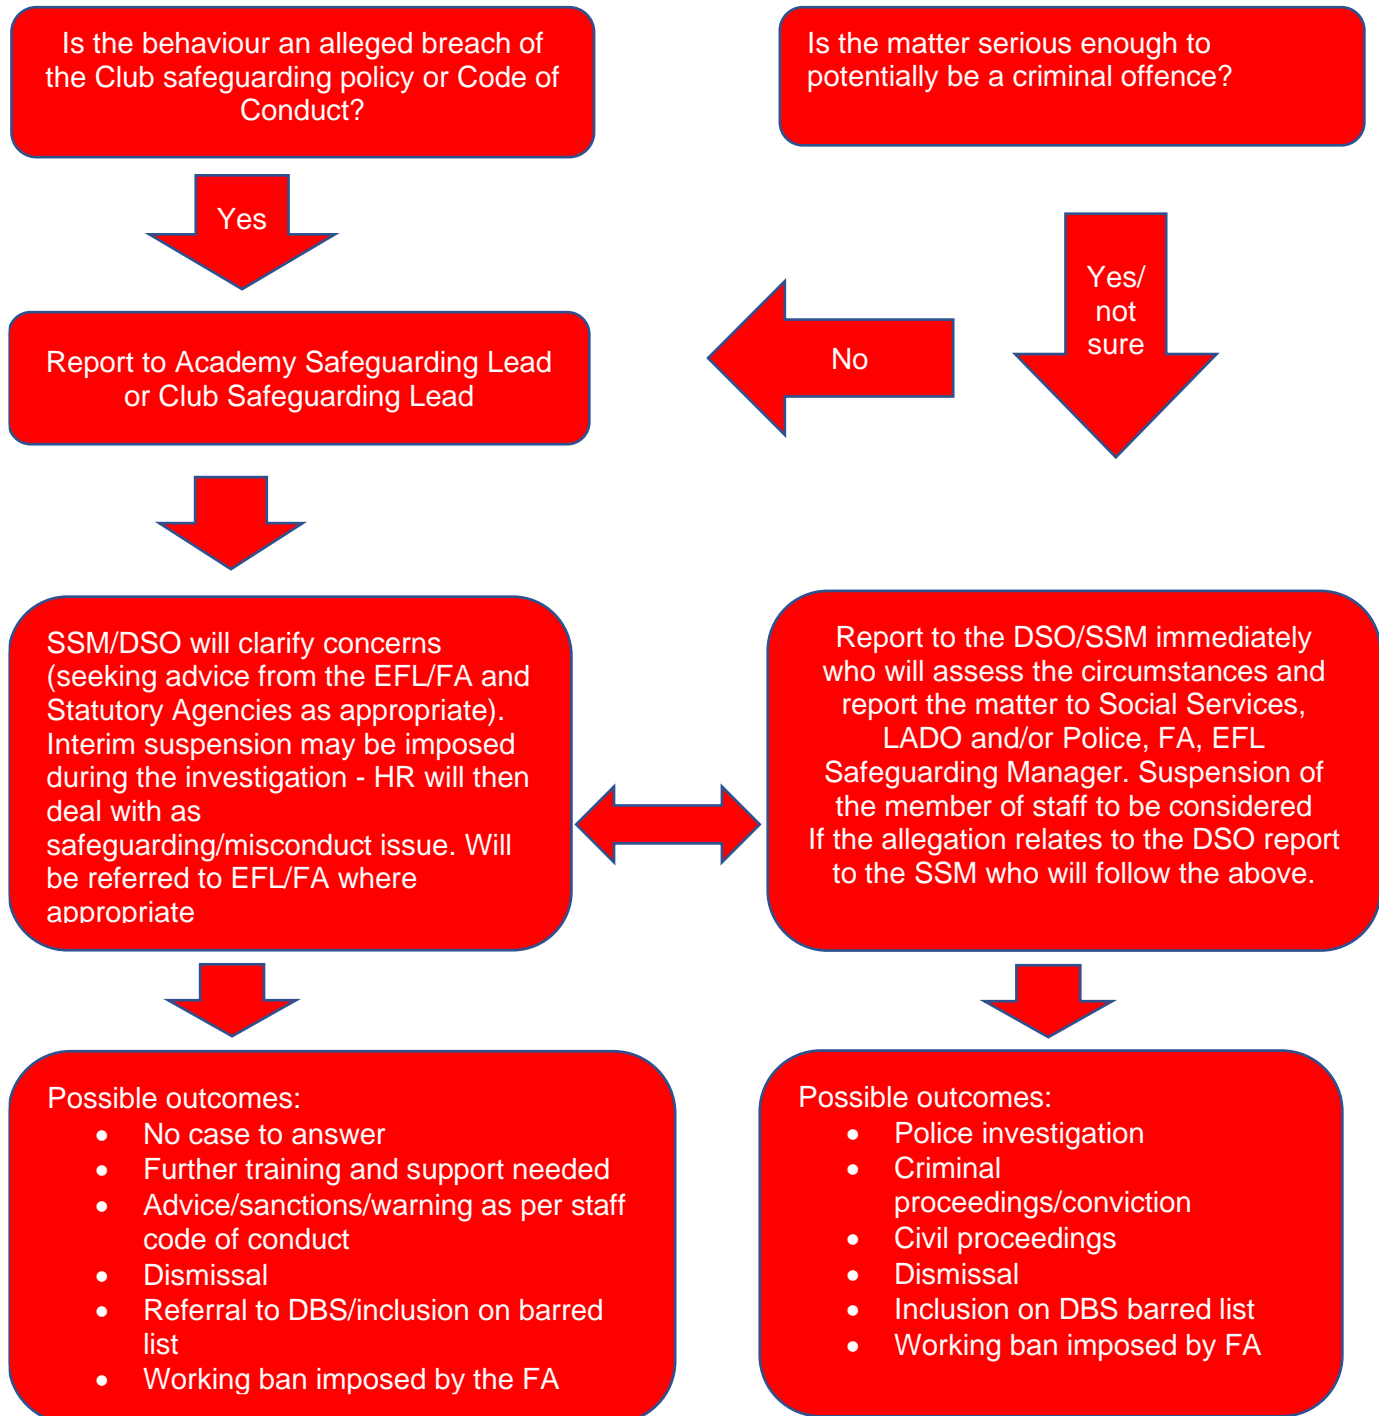 Is the behaviour an alleged breach of
the Club safeguarding policy or Code of
Conduct?
Is the matter serious enough to
potentially be a criminal offence?
Yes
Yes/
not
sure
No
Report to Academy Safeguarding Lead
or Club Safeguarding Lead
SSM/DSO will clarify concerns
(seeking advice from the EFL/FA and
Statutory Agencies as appropriate).
Interim suspension may be imposed
during the investigation - HR will then
deal with as
safeguarding/misconduct issue. Will
be referred to EFL/FA where
appropriate
Report to the DSO/SSM immediately
who will assess the circumstances and
report the matter to Social Services,
LADO and/or Police, FA, EFL
Safeguarding Manager. Suspension of
the member of staff to be considered
If the allegation relates to the DSO report
to the SSM who will follow the above.
Possible outcomes:
• No case to answer
• Further training and support needed
• Advice/sanctions/warning as per staff
code of conduct
• Dismissal
• Referral to DBS/inclusion on barred
list
• Working ban imposed by the FA
Possible outcomes:
• Police investigation
• Criminal
proceedings/conviction
• Civil proceedings
• Dismissal
• Inclusion on DBS barred list
• Working ban imposed by FA